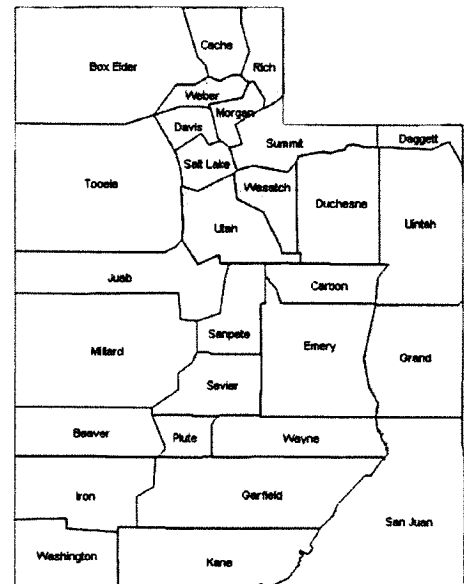 Cache
Box Elder
Rich
Weber
Morgan
Davis
Summit
Daggett
Salt Lake
Tooele
Wasatch
Duchesne
Uintah
Utah
Juab
Carbon
Sanpete
Emery
Millard
Grand
Sevier
Beaver
Piute
Wayne
Iron
Garfield
San Juan
Washington
Kane